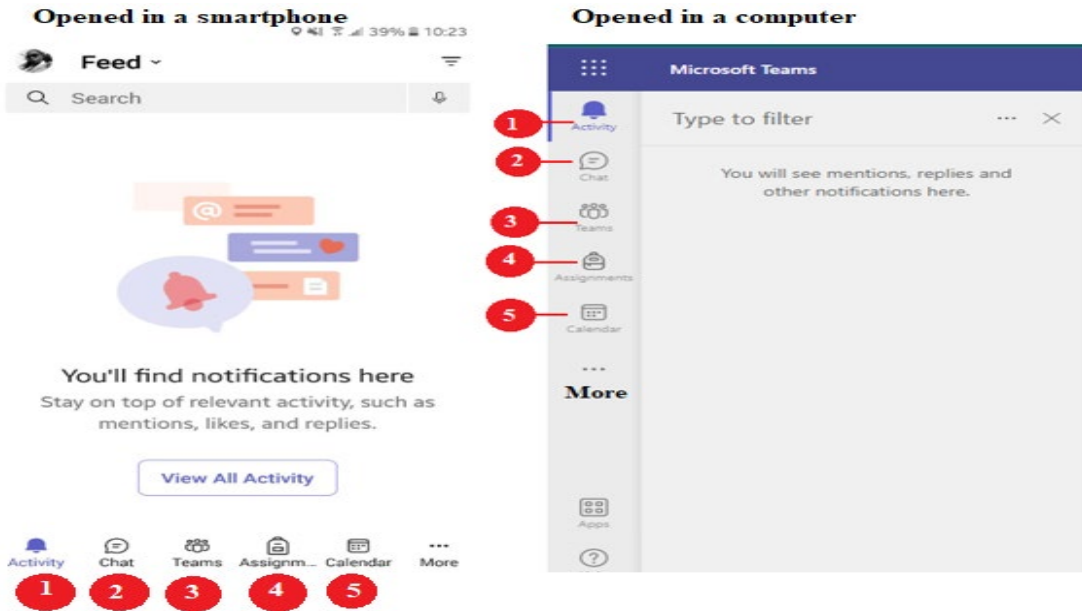 Opened in a smartphone
39% 10:23
Feed
Search
@
You'll find notifications here
Stay on top of relevant activity, such as
mentions, likes, and replies.
View All Activity
Activity Chat Teams Assignm... Calendar More
1 2 3 4 5
Opened in a computer
Microsoft Teams
Type to filter ...
You will see mentions, replies and
other notifications here.
1 Activity
2 Chat
3 Teams
4 Assignments
5 Calendar
...
More
Apps
?